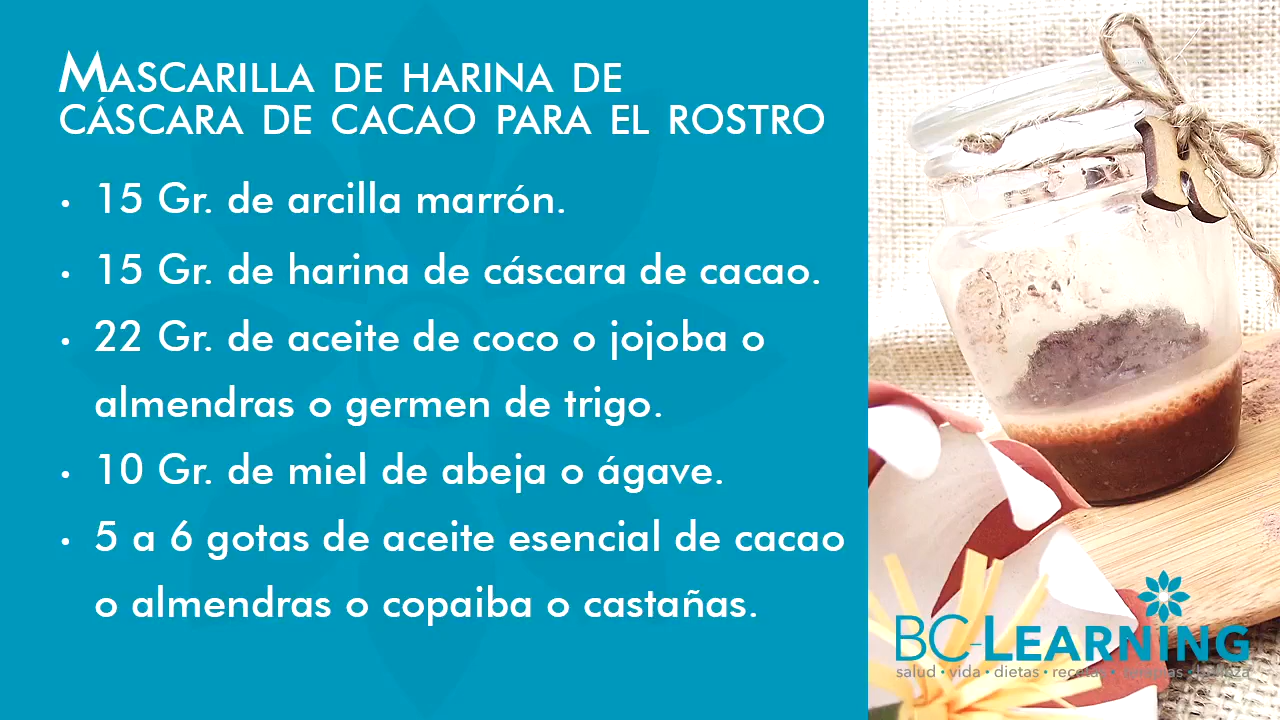 MASCARILLA DE HARINA DE
CÁSCARA DE CACAO PARA EL ROSTRO
• 15 Gr. de arcilla marrón.
• 15 Gr. de harina de cáscara de cacao.
• 22 Gr. de aceite de coco o jojoba o
almendras o germen de trigo.
• 10 Gr. de miel de abeja o ágave.
• 5 a 6 gotas de aceite esencial de cacao
o almendras o copaiba o castañas.
R
BC-LEARNING
salud • vida • dietas •